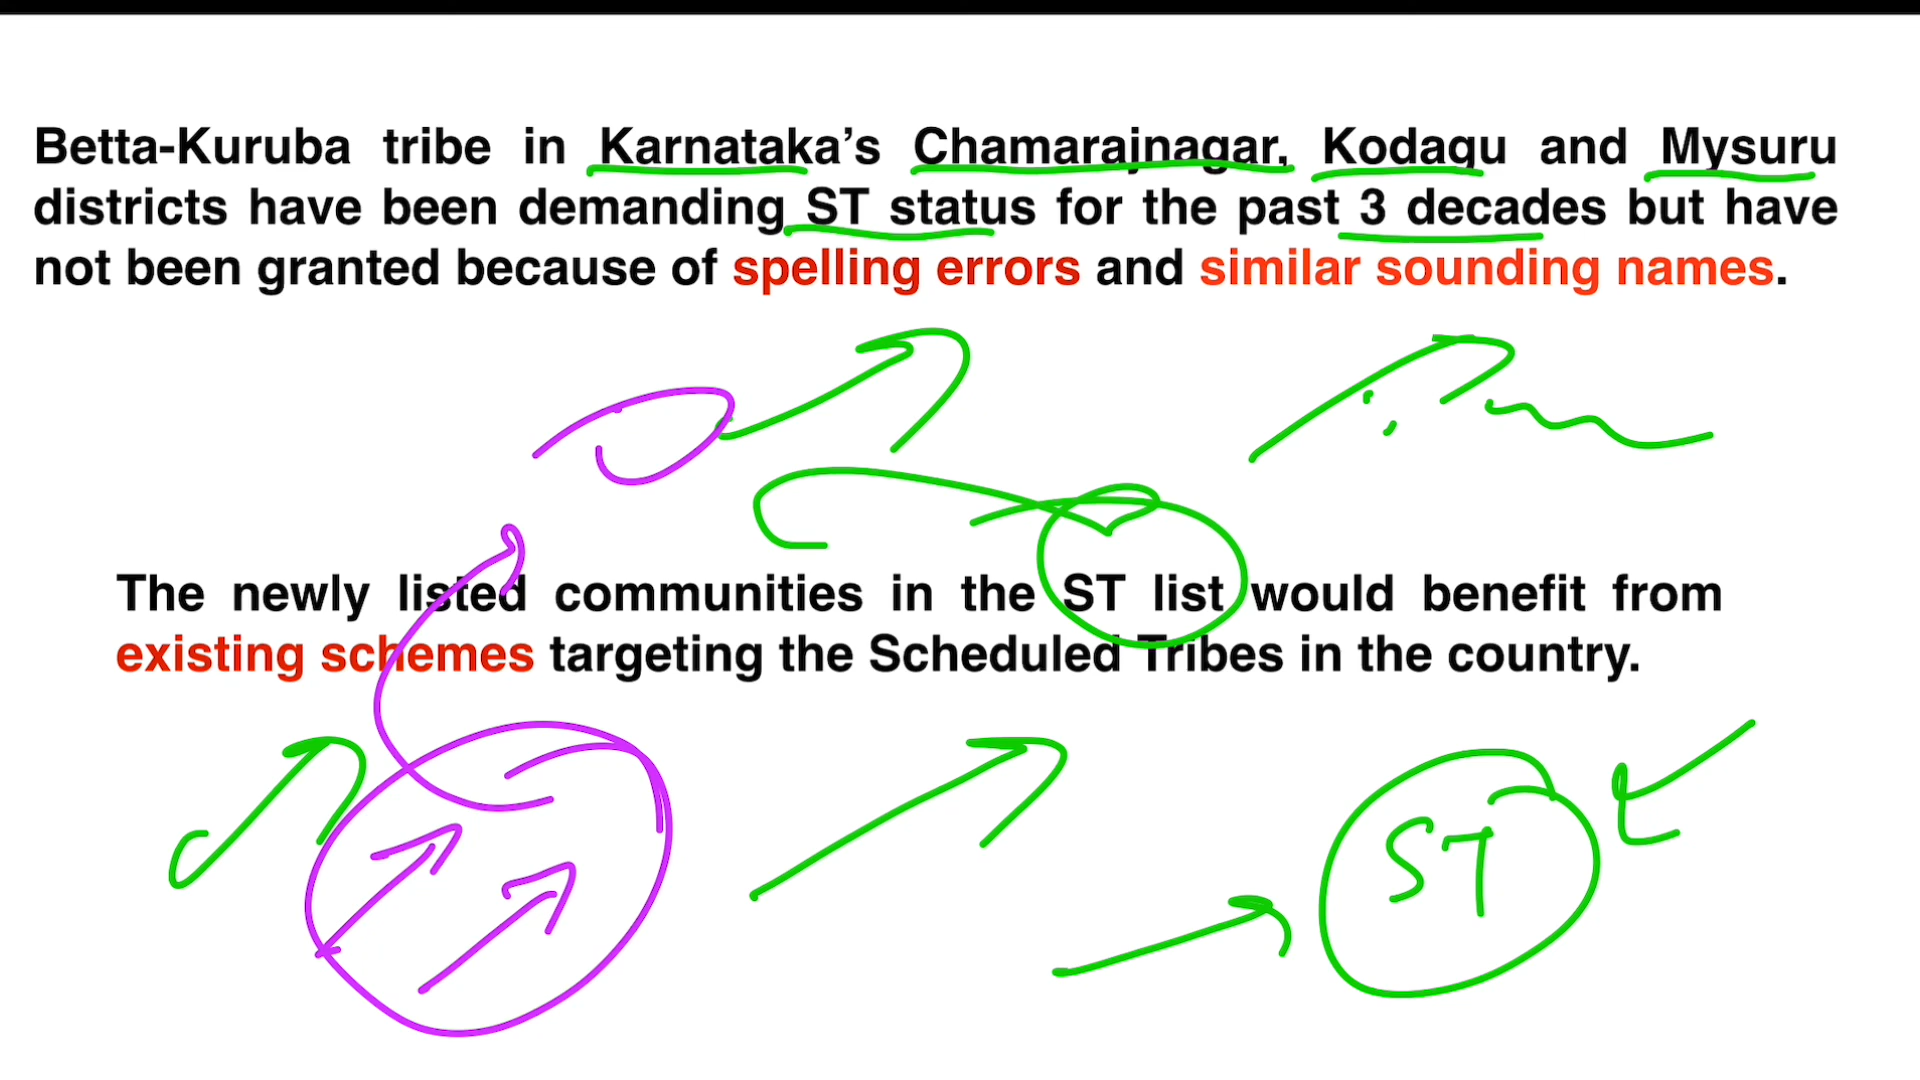 Betta-Kuruba tribe in Karnataka’s Chamarajnagar, Kodagu and Mysuru
districts have been demanding ST status for the past 3 decades but have
not been granted because of spelling errors and similar sounding names.
The newly listed communities in the ST list would benefit from
existing schemes targeting the Scheduled Tribes in the country.
ST